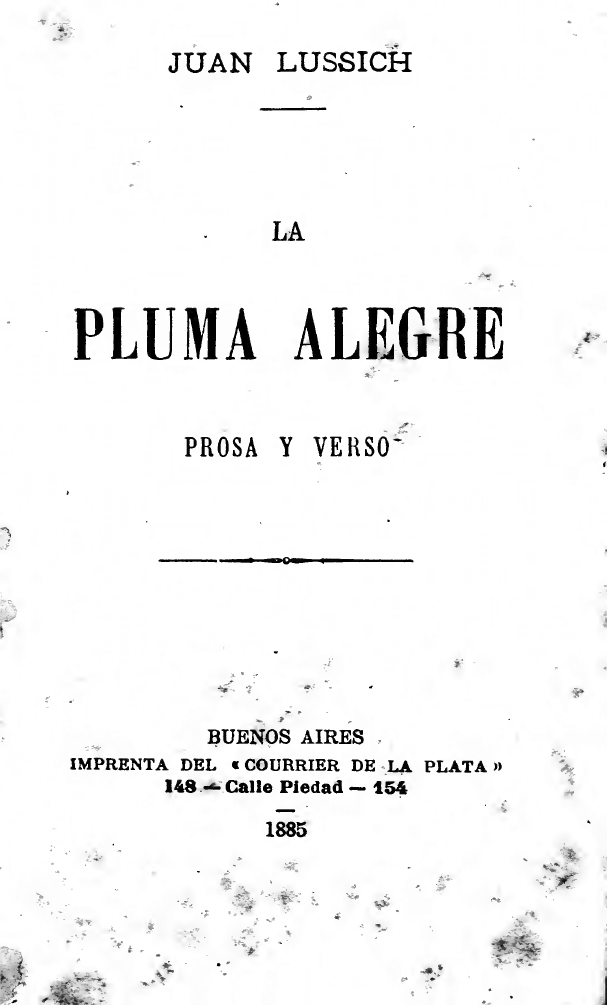 JUAN LUSSICH
LA
PLUMA ALEGRE
PROSA Y VERSO
BUENOS AIRES
IMPRENTA DEL «COURRIER DE LA PLATA»
148 — Calle Piedad — 154
1885